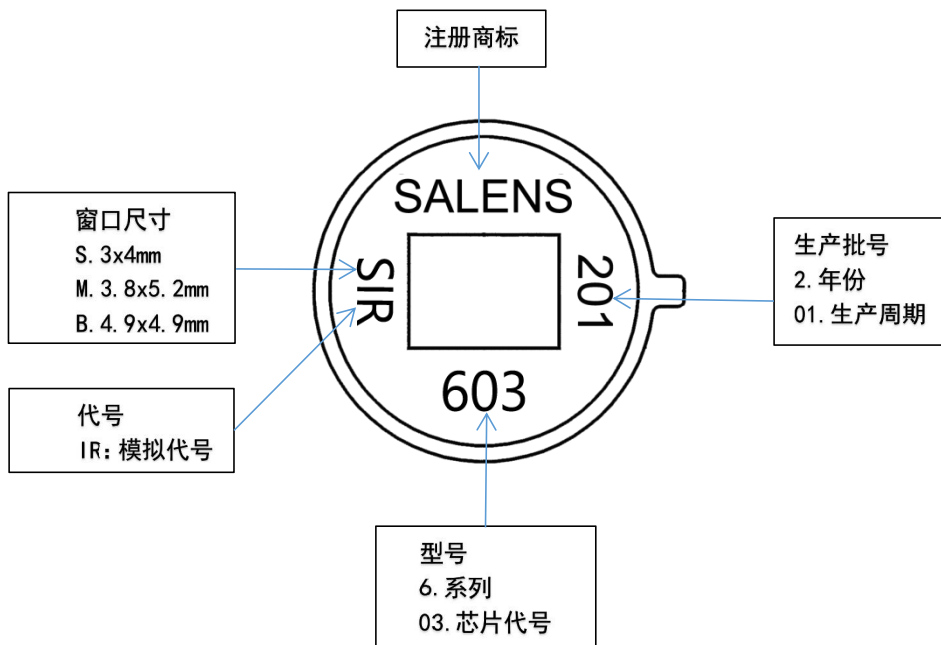 注册商标
SALENS
窗口尺寸
S.3x4mm
M.3.8x5.2mm
B.4.9x4.9mm
SIR
201
生产批号
2.年份
01.生产周期
603
代号
IR:模拟代号
型号
6.系列
03.芯片代号